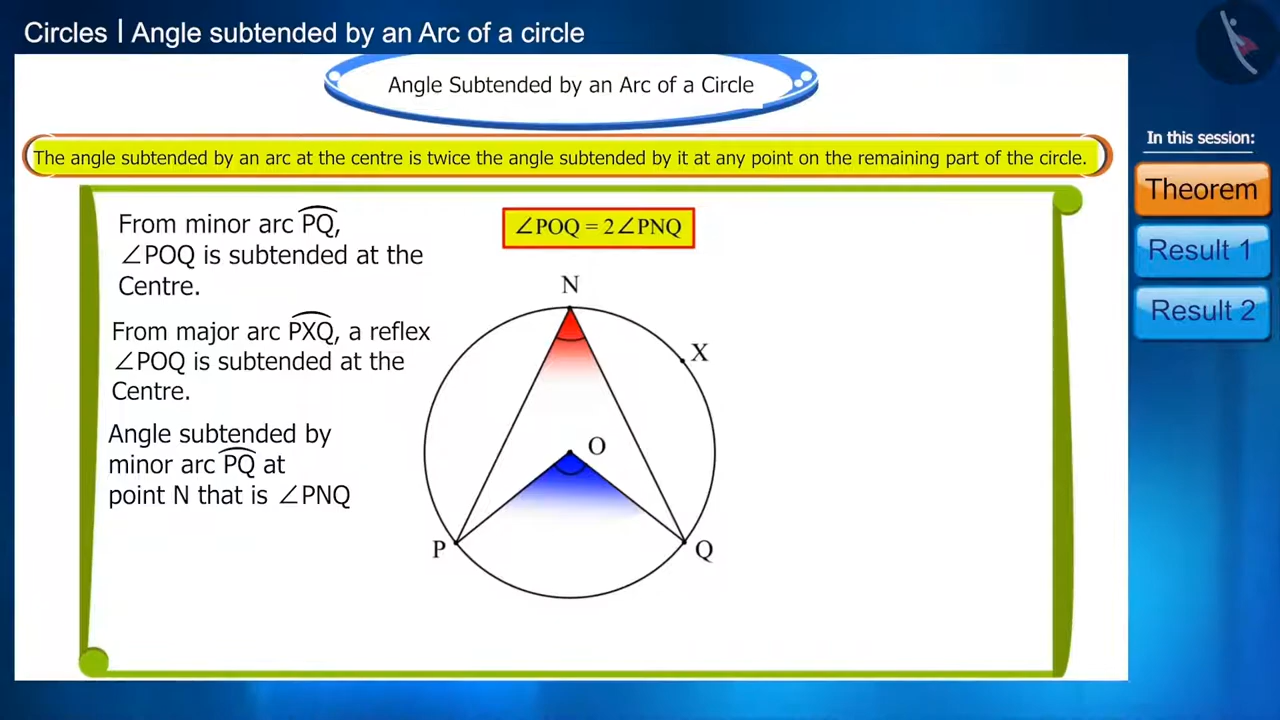 Circles | Angle subtended by an Arc of a circle
Angle Subtended by an Arc of a Circle
The angle subtended by an arc at the centre is twice the angle subtended by it at any point on the remaining part of the circle.
In this session:
Theorem
Result 1
Result 2
From minor arc P͡Q,
∠POQ is subtended at the
Centre.
From major arc PX͡Q, a reflex
∠POQ is subtended at the
Centre.
Angle subtended by
minor arc P͡Q at
point N that is ∠PNQ
∠POQ = 2∠PNQ
N
X
O
P
Q